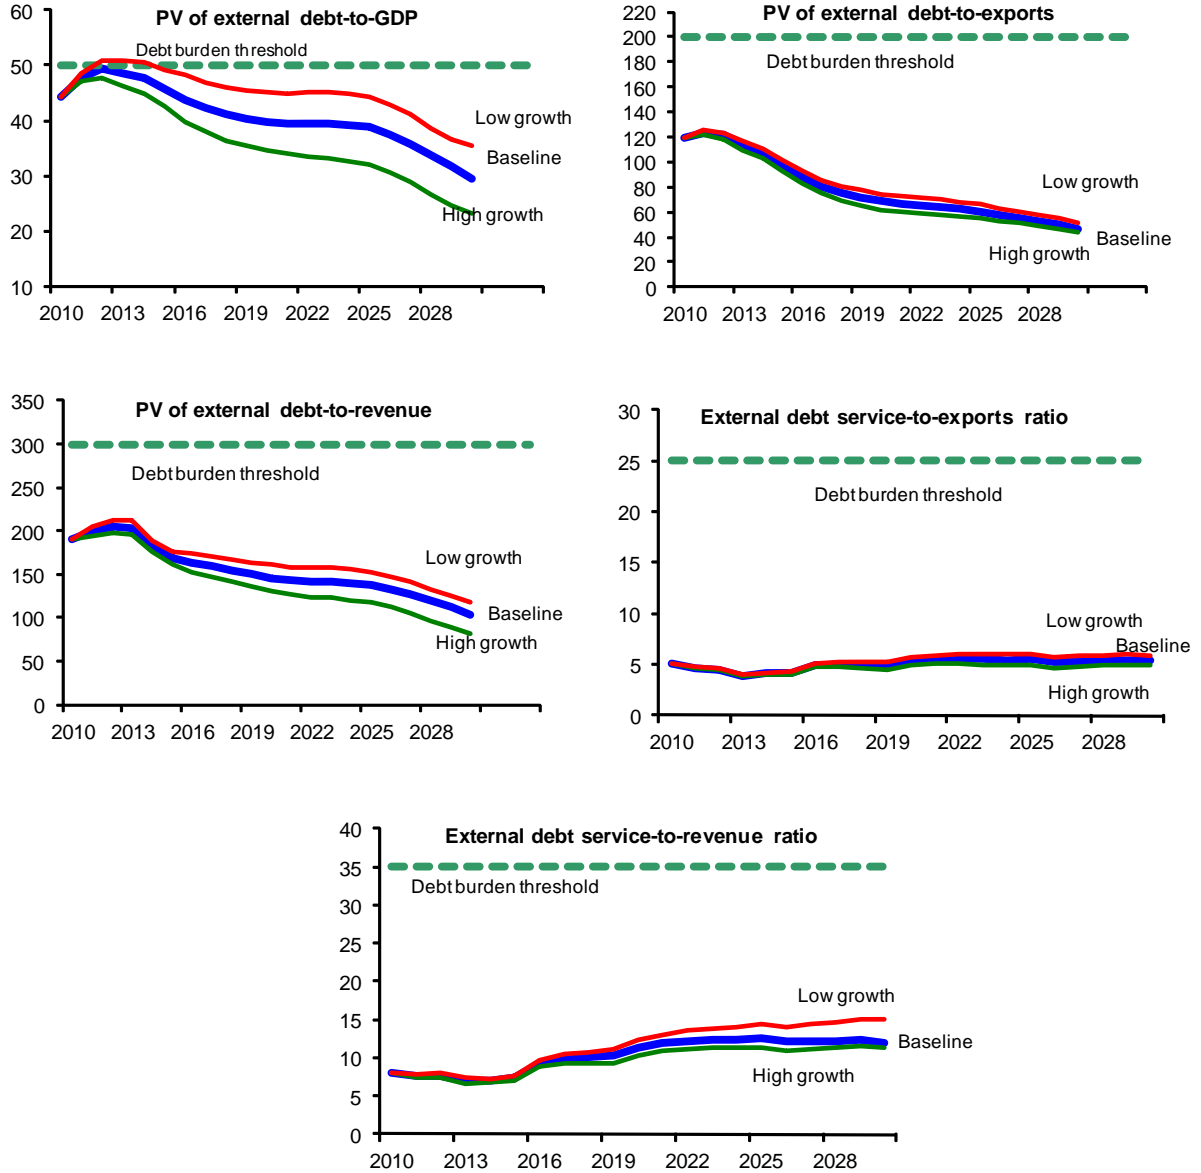 PV of external debt-to-GDP
60
50
40
30
20
10
Debt burden threshold
Low growth
Baseline
High growth
2010 2013 2016 2019 2022 2025 2028
PV of external debt-to-exports
220
200
180
160
140
120
100
80
60
40
20
0
Debt burden threshold
Low growth
Baseline
High growth
2010 2013 2016 2019 2022 2025 2028
PV of external debt-to-revenue
350
300
250
200
150
100
50
0
Debt burden threshold
Low growth
Baseline
High growth
2010 2013 2016 2019 2022 2025 2028
External debt service-to-exports ratio
30
25
20
15
10
5
0
Debt burden threshold
Low growth
Baseline
High growth
2010 2013 2016 2019 2022 2025 2028
External debt service-to-revenue ratio
40
35
30
25
20
15
10
5
0
Debt burden threshold
Low growth
Baseline
High growth
2010 2013 2016 2019 2022 2025 2028